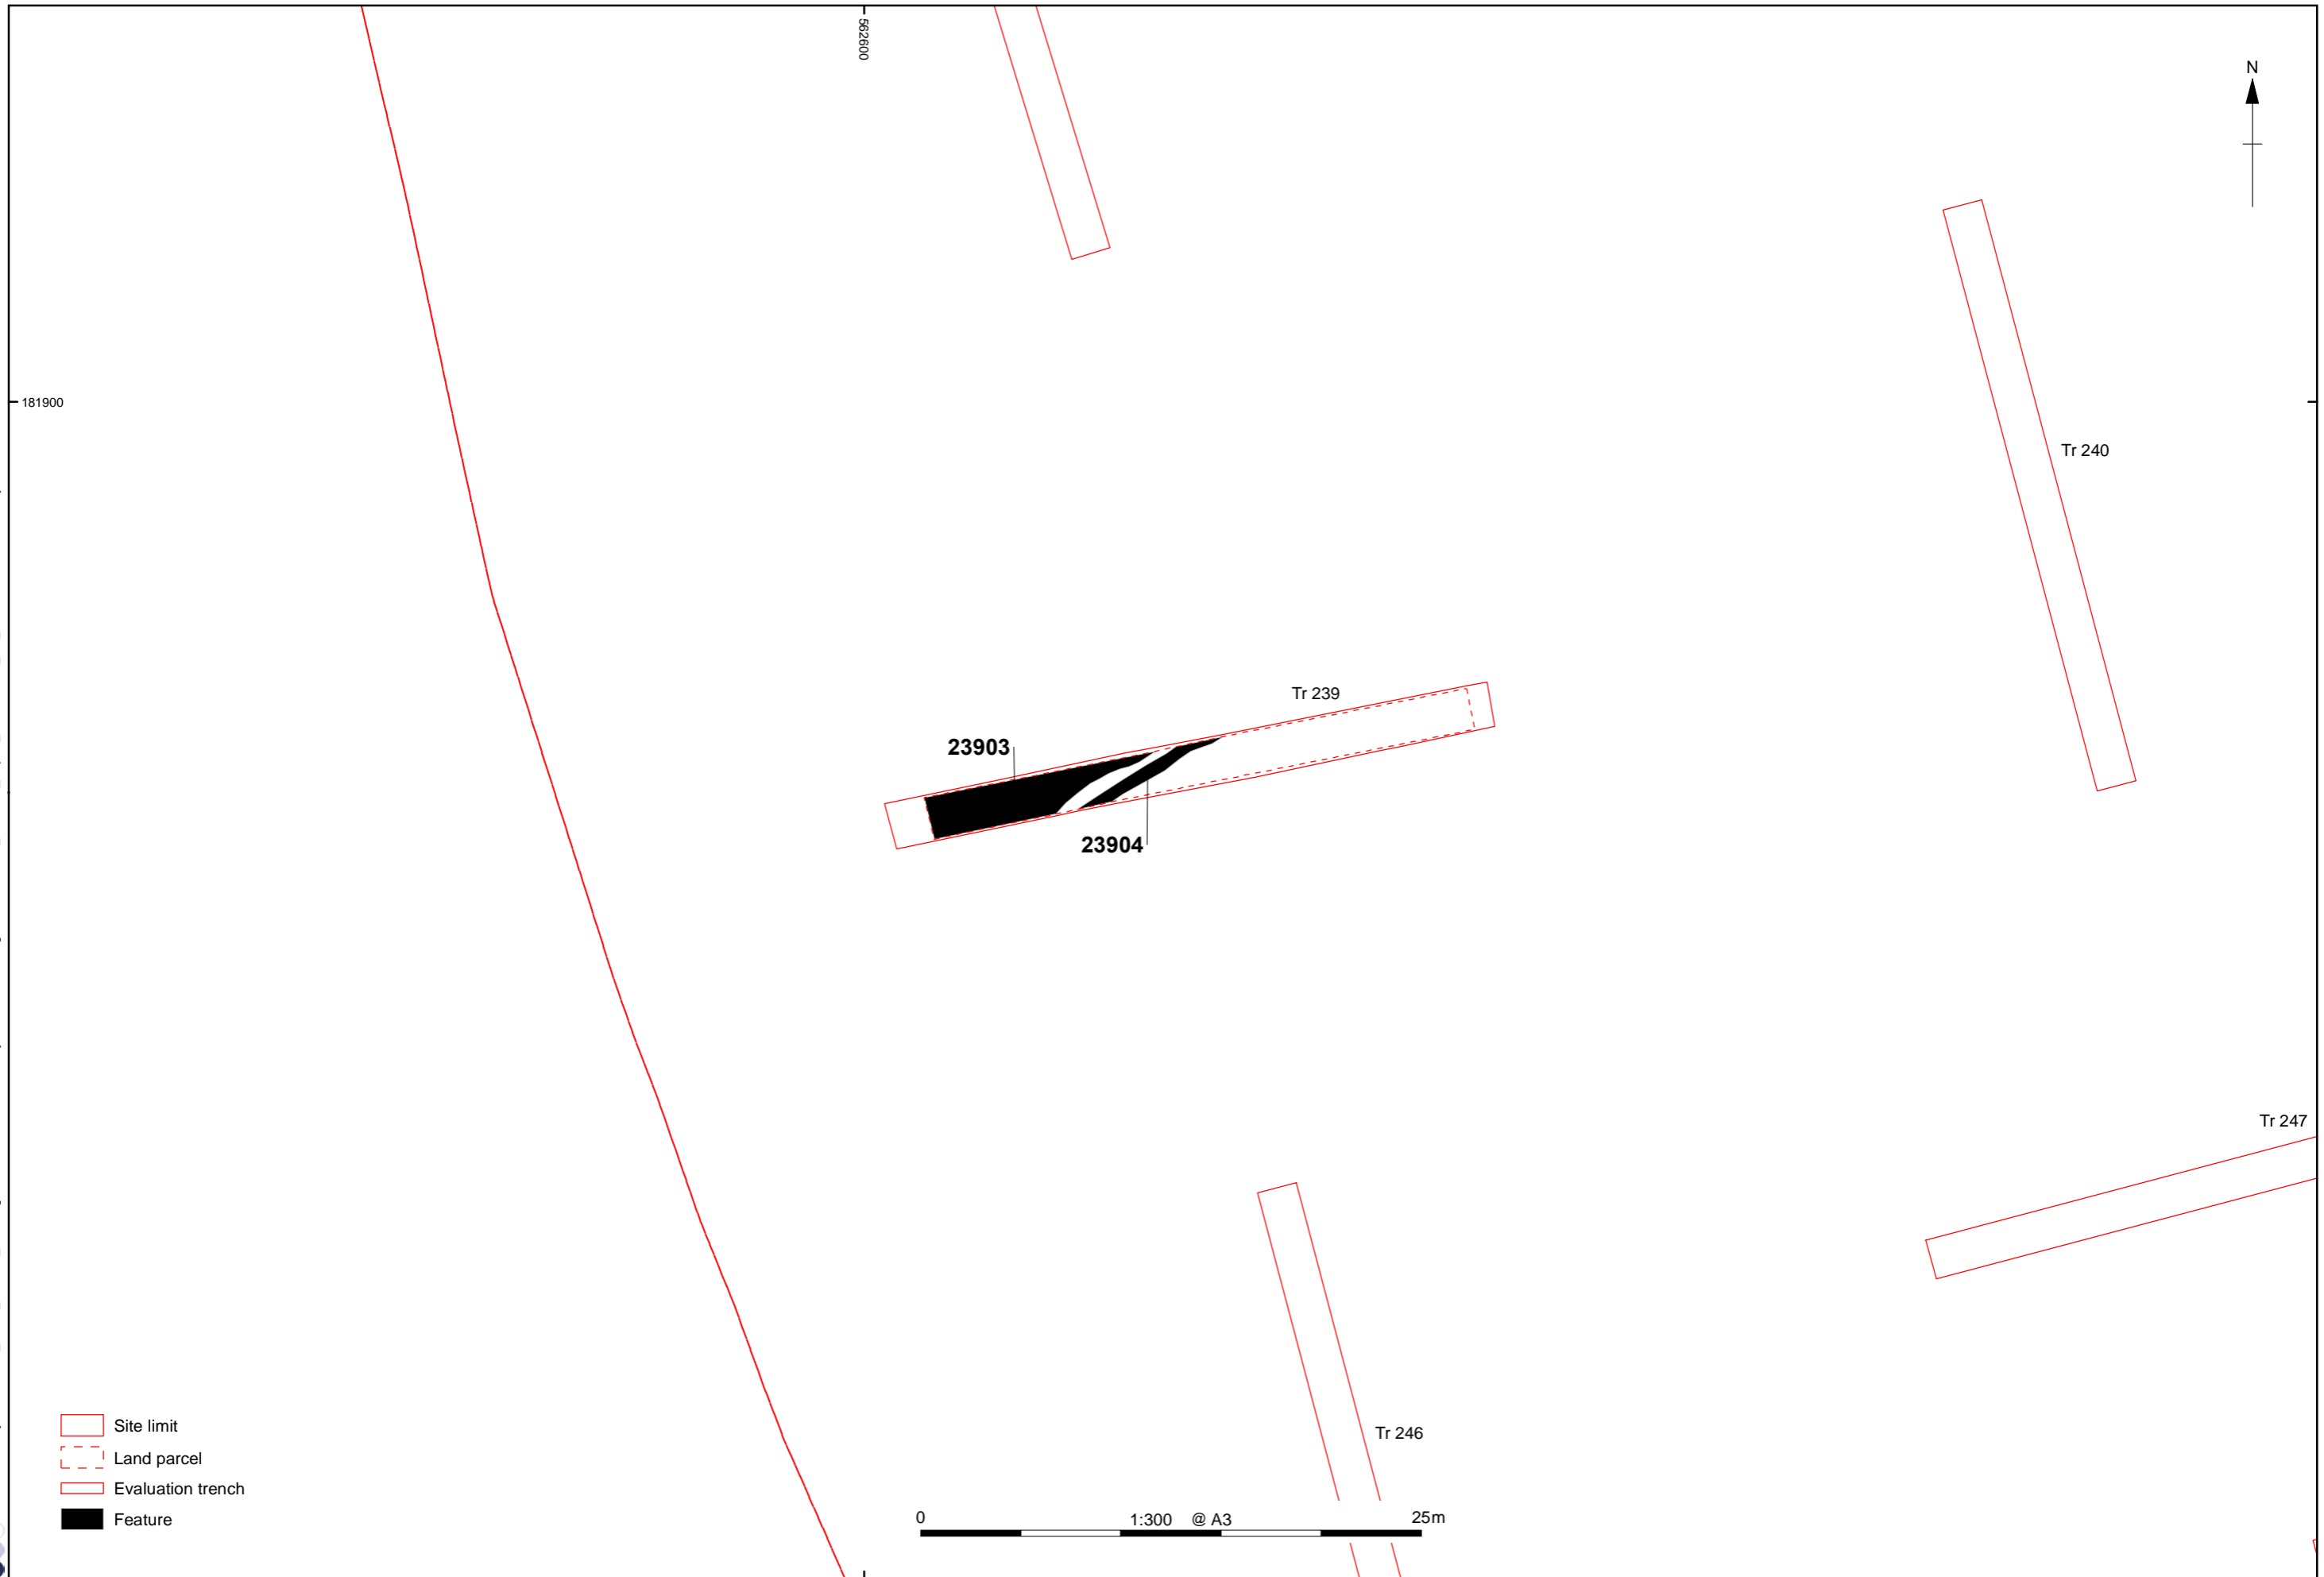 562600
N
181900
Tr 240
Tr 239
23903
23904
Tr 247
Tr 246
Site limit
Land parcel
Evaluation trench
Feature
0 1:300 @ A3 25m